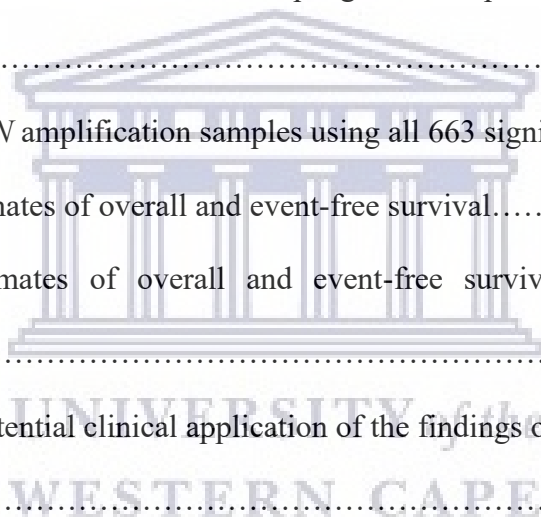 ...............................................................
N amplification samples using all 663 signi
nates of overall and event-free survival......
mates of overall and event-free surviv
...............................................................
UNIVERSITY of the
tential clinical application of the findings o
WESTERN CAPE
...............................................................